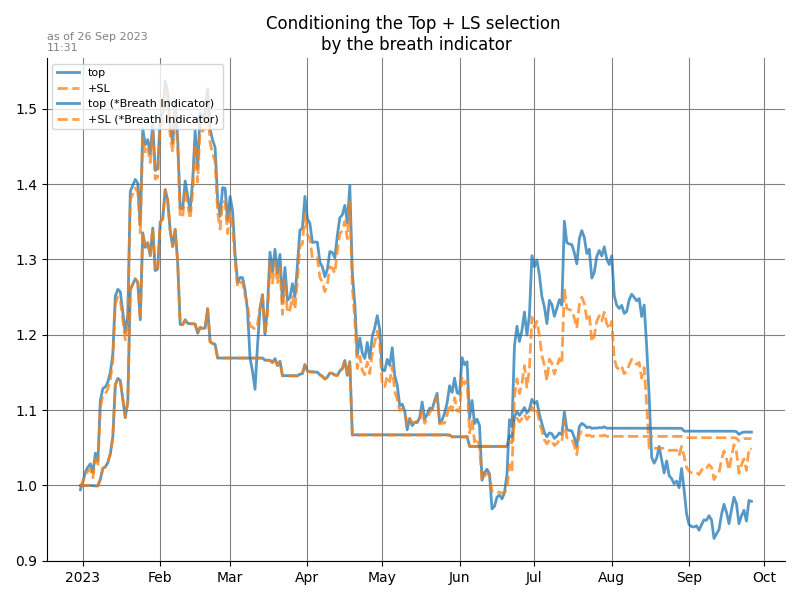 Conditioning the Top + LS selection
by the breath indicator
as of 26 Sep 2023
11:31
top
+SL
top (*Breath Indicator)
+SL (*Breath Indicator)
1.5
1.4
1.3
1.2
1.1
1.0
0.9
2023 Feb Mar Apr May Jun Jul Aug Sep Oct